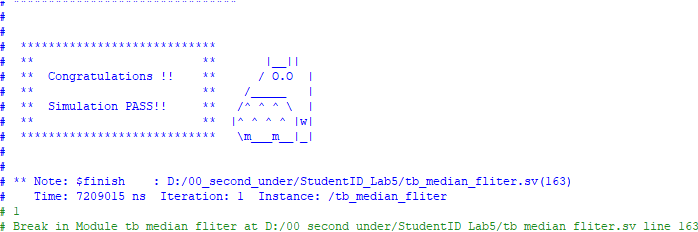 #
#
#
#  ****************************
#  **                        **       |__||
#  **  Congratulations !!    **      / O.O  |
#  **                        **    /_____   |
#  **  Simulation PASS!!     **   /^ ^ ^ \  |
#  **                        **  |^ ^ ^ ^ |w|
#  ****************************   \m___m__|_|
#
#
# ** Note: $finish    : D:/00_second_under/StudentID_Lab5/tb_median_fliter.sv(163)
#    Time: 7209015 ns  Iteration: 1  Instance: /tb_median_fliter
# 1
# Break in Module tb_median_fliter at D:/00_second_under/StudentID_Lab5/tb_median_fliter.sv line 163